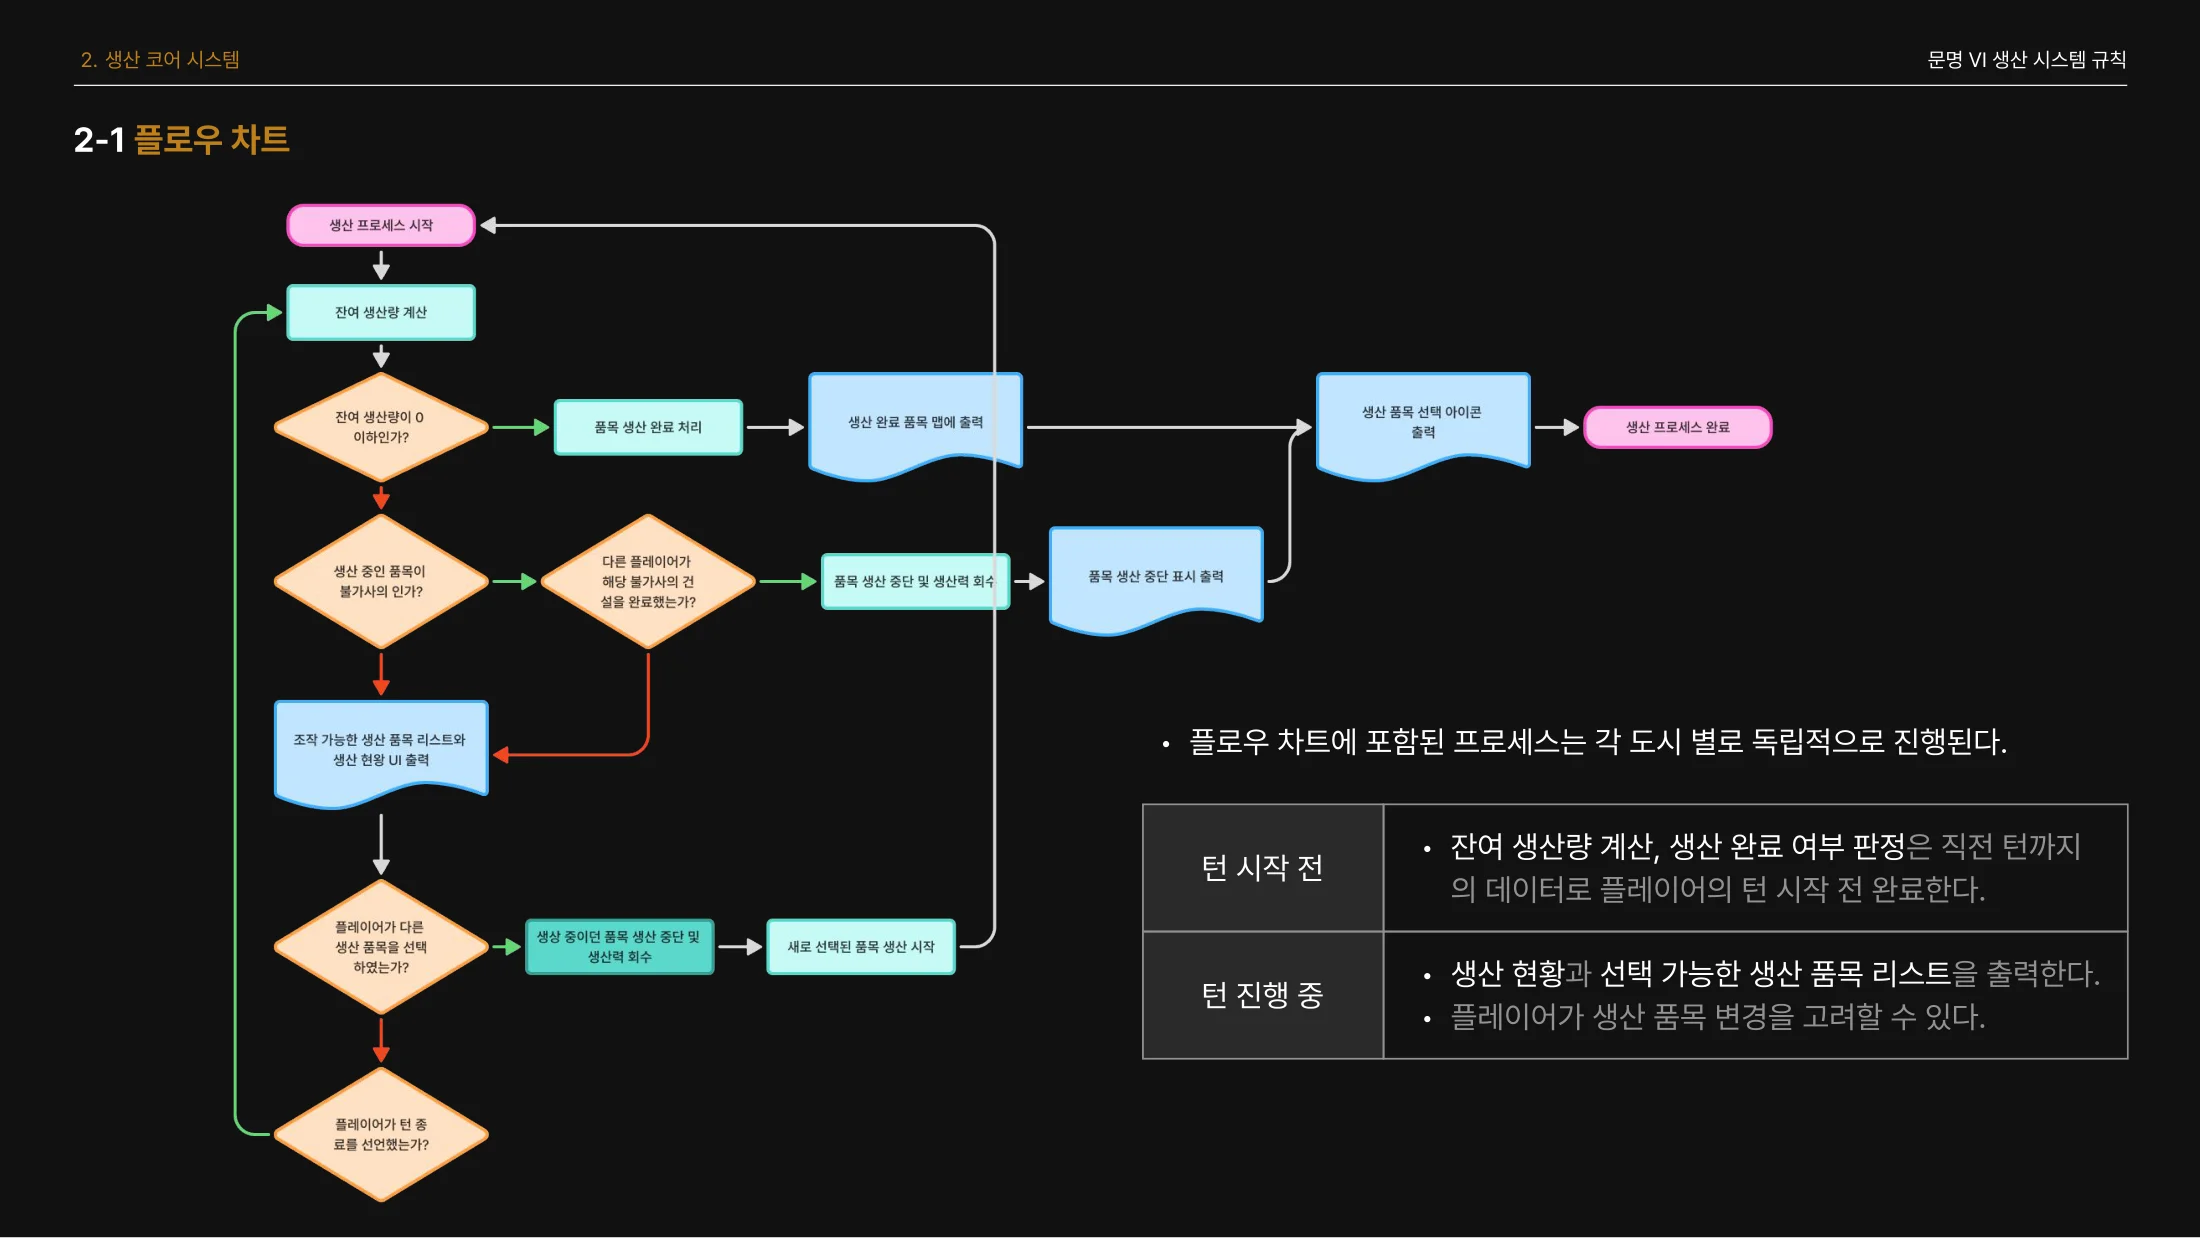 2. 생산 코어 시스템
문명 VI 생산 시스템 규칙
2-1 플로우 차트
생산 프로세스 시작
잔여 생산량 계산
잔여 생산량이 0
이하인가?
품목 생산 완료 처리
생산 완료 품목 맵에 출력
생산 품목 선택 아이콘
출력
생산 프로세스 완료
생산 중인 품목이
불가사의 인가?
다른 플레이어가
해당 불가사의 건
설을 완료했는가?
품목 생산 중단 및 생산력 회수
품목 생산 중단 표시 출력
조작 가능한 생산 품목 리스트와
생산 현왕 UI 출력
플레이어가 다른
생산 품목을 선택
하였는가?
생상 중이던 품목 생산 중단 및
생산력 회수
새로 선택된 품목 생산 시작
플레이어가 턴 종
료를 선언했는가?
• 플로우 차트에 포함된 프로세스는 각 도시 별로 독립적으로 진행된다.
턴 시작 전
• 잔여 생산량 계산, 생산 완료 여부 판정은 직전 턴까지
의 데이터로 플레이어의 턴 시작 전 완료한다.
턴 진행 중
• 생산 현황과 선택 가능한 생산 품목 리스트을 출력한다.
• 플레이어가 생산 품목 변경을 고려할 수 있다.